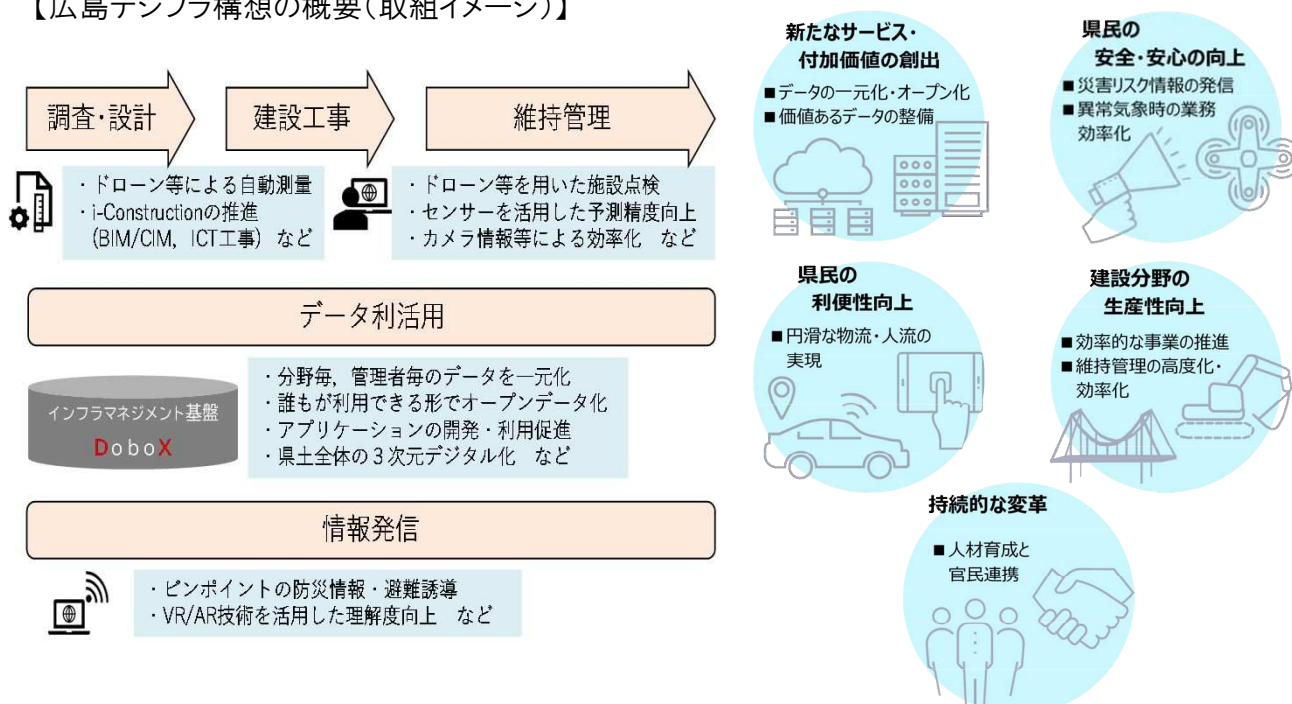 【広島デジフラ構想の概要（取組イメージ）】
調査・設計
建設工事
維持管理
・ドローン等による自動測量
・i-Constructionの推進
(BIM/CIM，ICT工事) など
・ドローン等を用いた施設点検
・センサーを活用した予測精度向上
・カメラ情報等による効率化　など
データ利活用
インフラマネジメント基盤
DoboX
・分野毎，管理者毎のデータを一元化
・誰もが利用できる形でオープンデータ化
・アプリケーションの開発・利用促進
・県土全体の３次元デジタル化　など
情報発信
・ピンポイントの防災情報・避難誘導
・VR/AR技術を活用した理解度向上　など
新たなサービス・
付加価値の創出
■データの一元化・オープン化
■価値あるデータの整備
県民の
安全・安心の向上
■災害リスク情報の発信
■異常気象時の業務
効率化
県民の
利便性向上
■円滑な物流・人流の
実現
建設分野の
生産性向上
■効率的な事業の推進
■維持管理の高度化・
効率化
持続的な変革
■人材育成と
官民連携